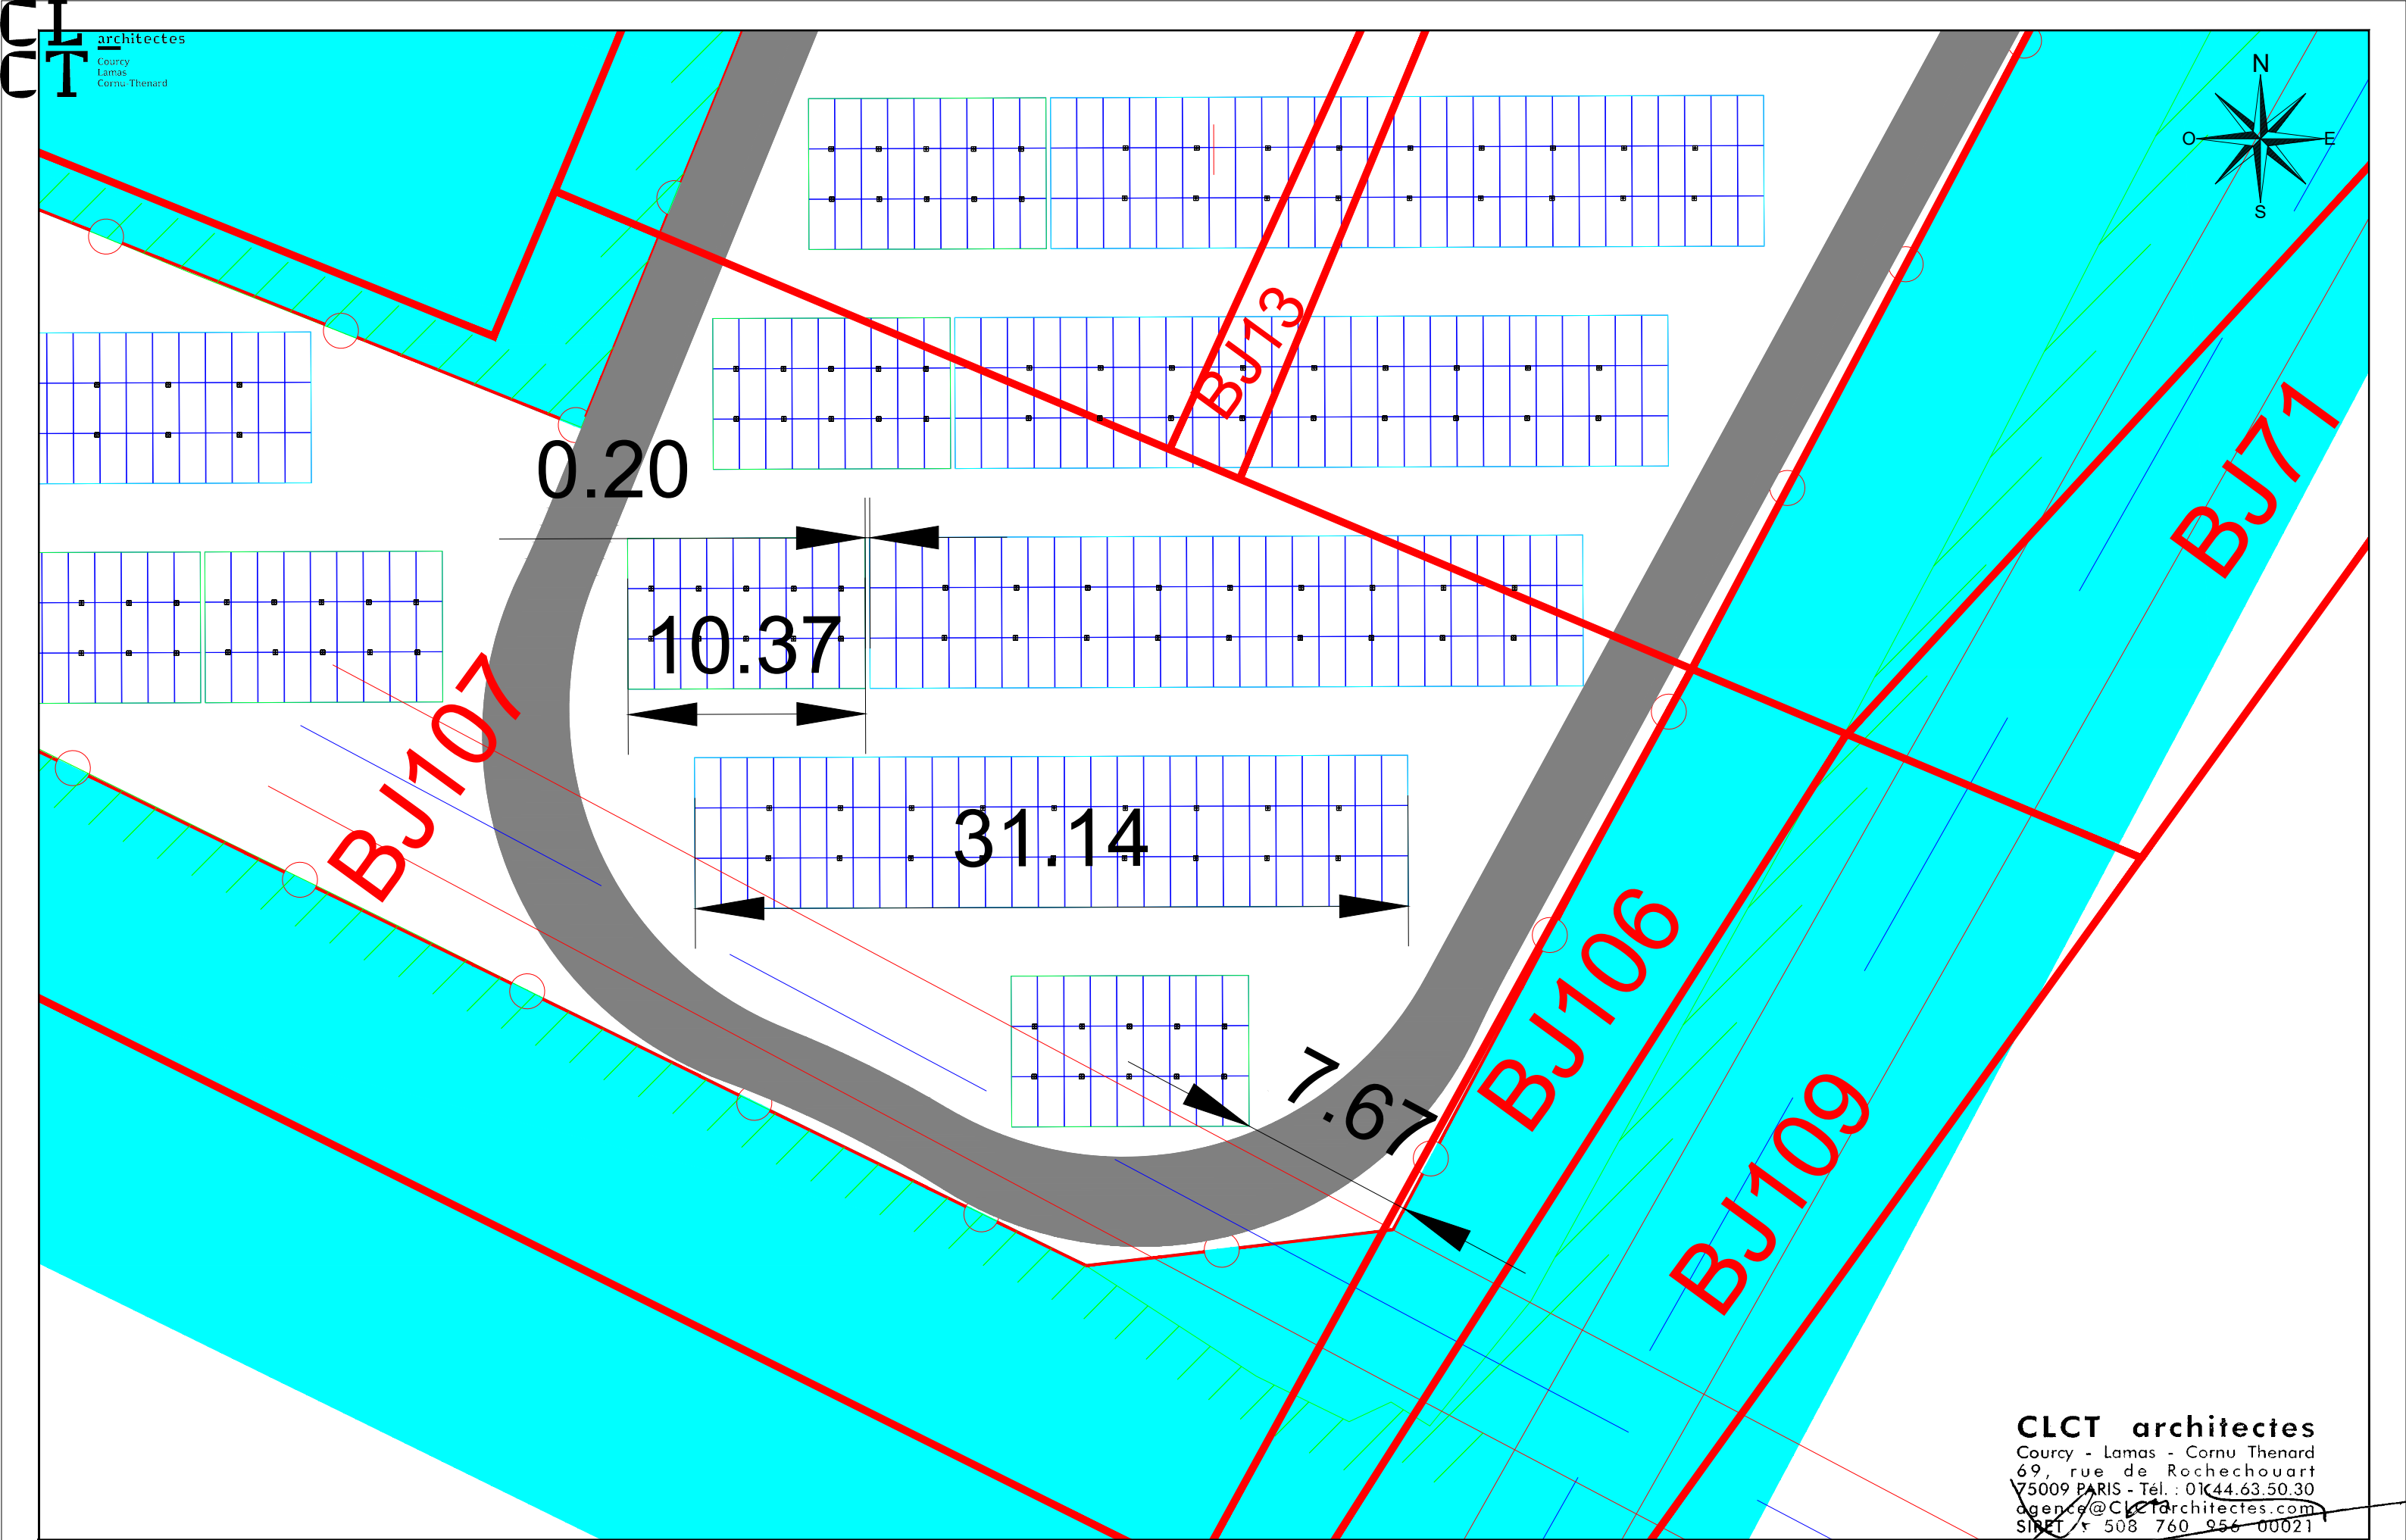 CL
CT
architectes
Courcy
Lamas
Cornu-Thenard
N
O
E
S
BJ13
BJ71
0.20
10.37
BJ107
31.14
BJ106
7.67
BJ109
CLCT architectes
Courcy - Lamas - Cornu Thenard
69, rue de Rochechouart
75009 PARIS - Tél. : 01.44.63.50.30
agence@CLCTarchitectes.com
SIRET : 508 760 956 00021